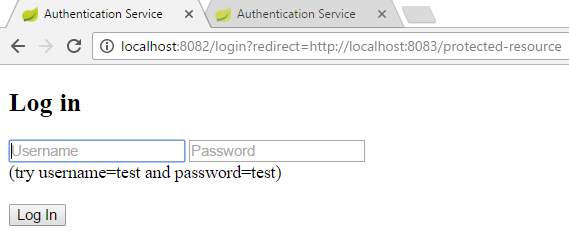 Authentication Service
Authentication Service
localhost:8082/login?redirect=http://localhost:8083/protected-resource
Log in
Username Password
(try username=test and password=test)
Log In